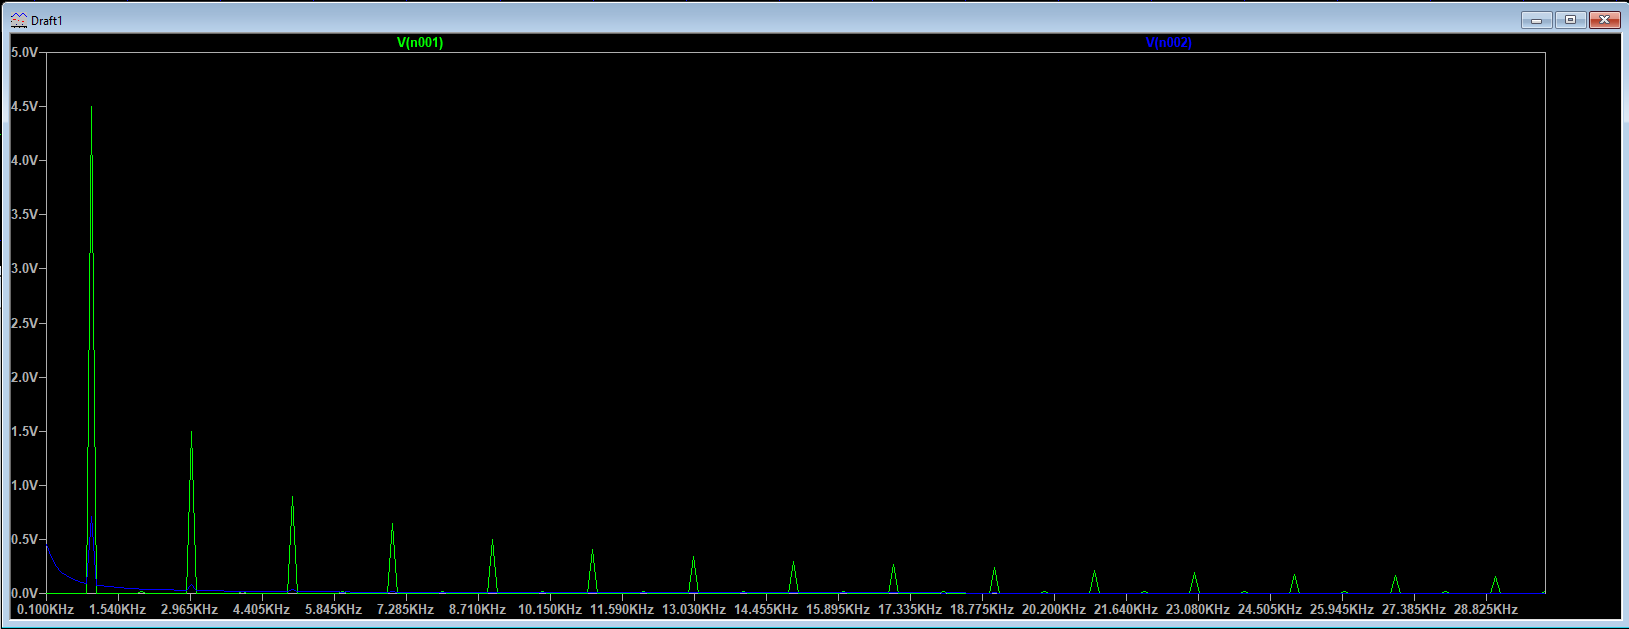 Draft1
V(n001) V(n002)
5.0V
4.5V
4.0V
3.5V
3.0V
2.5V
2.0V
1.5V
1.0V
0.5V
0.0V
0.100KHz 1.540KHz 2.965KHz 4.405KHz 5.845KHz 7.285KHz 8.710KHz 10.150KHz 11.590KHz 13.030KHz 14.455KHz 15.895KHz 17.335KHz 18.775KHz 20.200KHz 21.640KHz 23.080KHz 24.505KHz 25.945KHz 27.385KHz 28.825KHz